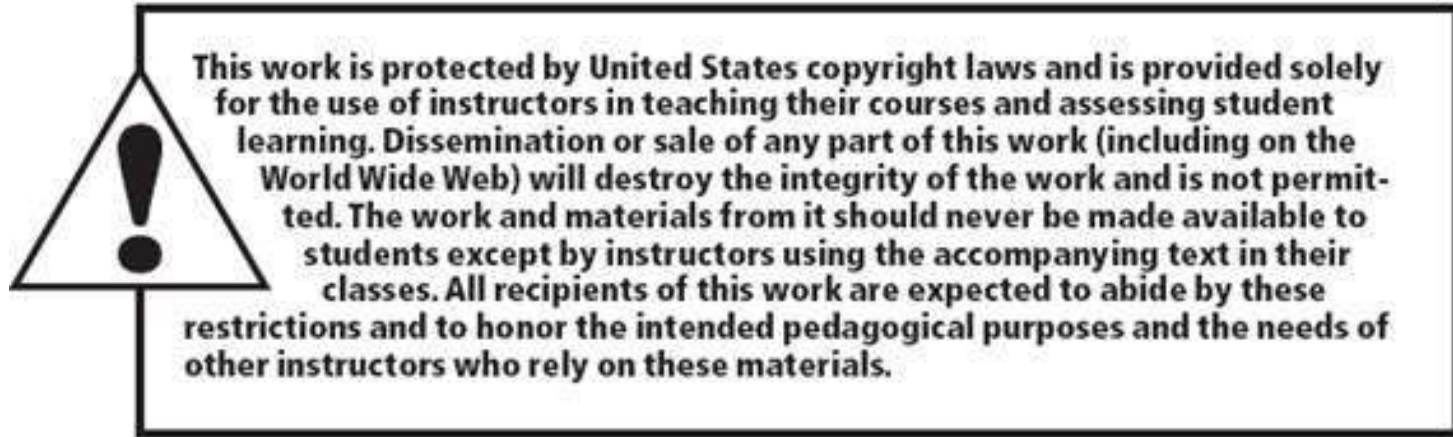 This work is protected by United States copyright laws and is provided solely
for the use of instructors in teaching their courses and assessing student
learning. Dissemination or sale of any part of this work (including on the
World Wide Web) will destroy the integrity of the work and is not permit-
ted. The work and materials from it should never be made available to
students except by instructors using the accompanying text in their
classes. All recipients of this work are expected to abide by these
restrictions and to honor the intended pedagogical purposes and the needs of
other instructors who rely on these materials.